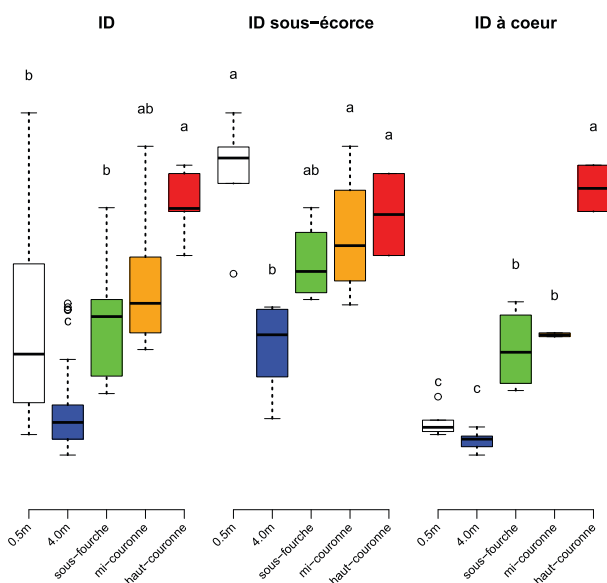 ID
ID sous−écorce
ID à coeur
b
c
b
ab
a
a
b
ab
a
a
c
c
b
b
a
0.5m
4.0m
sous−fourche
mi−couronne
haut−couronne
0.5m
4.0m
sous−fourche
mi−couronne
haut−couronne
0.5m
4.0m
sous−fourche
mi−couronne
haut−couronne